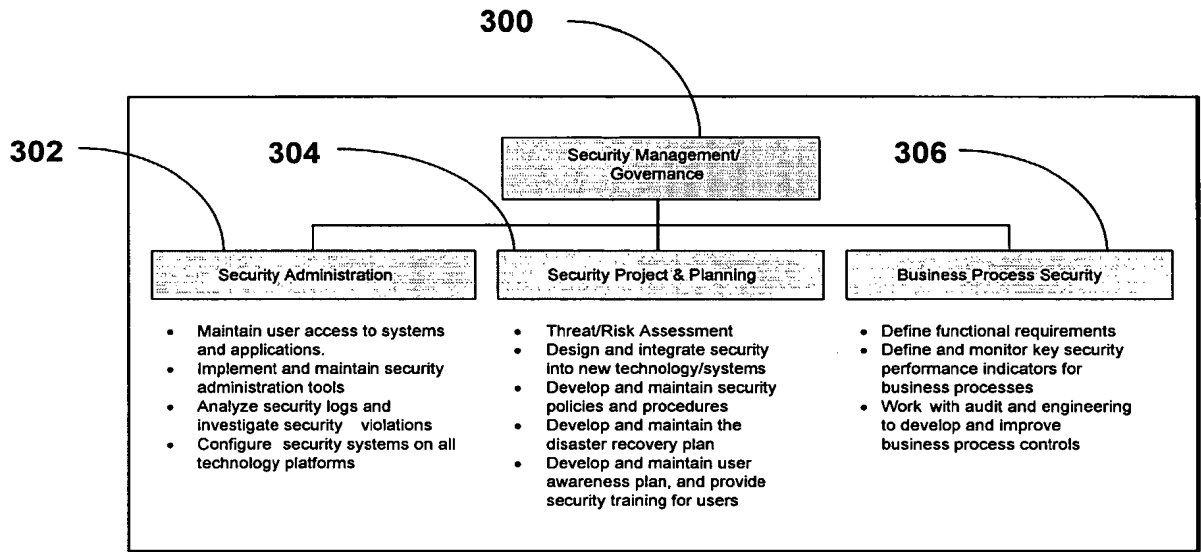 300
302
304
306
Security Management/
Governance
Security Administration
Security Project & Planning
Business Process Security
• Maintain user access to systems
and applications.
• Implement and maintain security
administration tools
• Analyze security logs and
investigate security violations
• Configure security systems on all
technology platforms
• Threat/Risk Assessment
• Design and integrate security
into new technology/systems
• Develop and maintain security
policies and procedures
• Develop and maintain the
disaster recovery plan
• Develop and maintain user
awareness plan, and provide
security training for users
• Define functional requirements
• Define and monitor key security
performance indicators for
business processes
• Work with audit and engineering
to develop and improve
business process controls